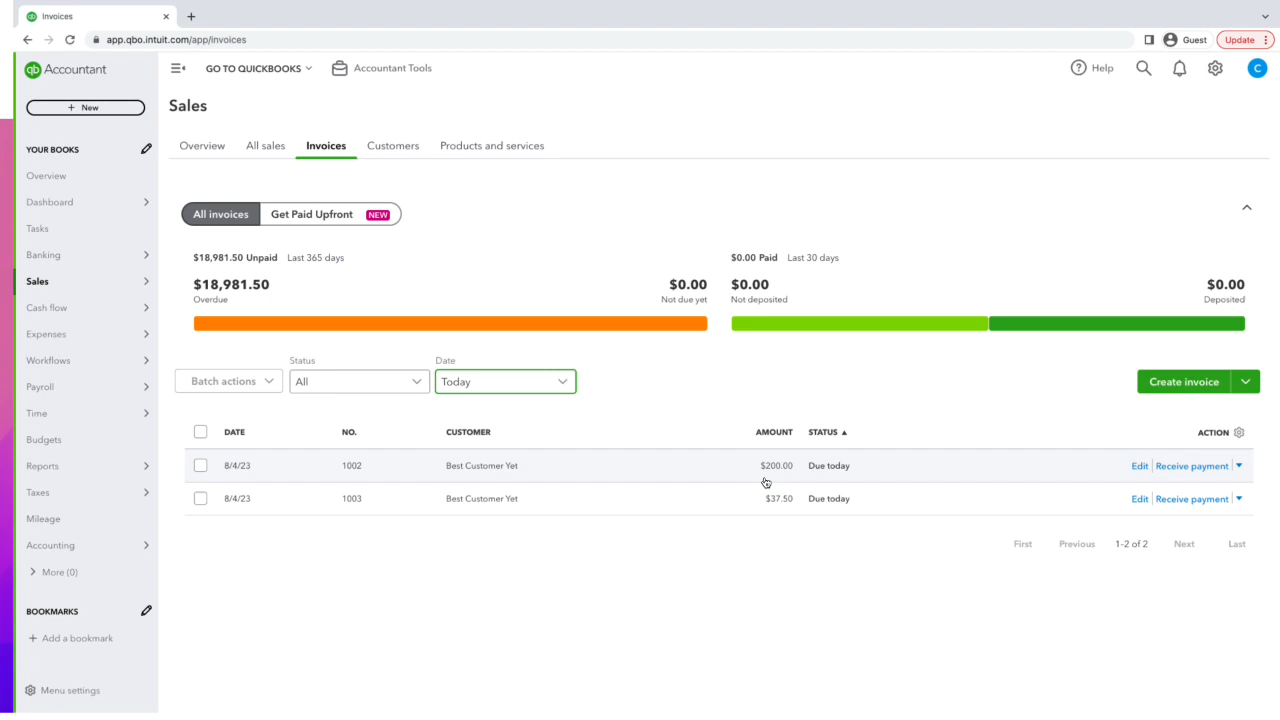 Invoices
app.qbo.intuit.com/app/invoices
Guest
Update
qb Accountant
GO TO QUICKBOOKS
Accountant Tools
Help
C
+ New
Sales
Overview
All sales
Invoices
Customers
Products and services
YOUR BOOKS
Overview
Dashboard
Tasks
Banking
Sales
Cash flow
Expenses
Workflows
Payroll
Time
Budgets
Reports
Taxes
Mileage
Accounting
More (0)
BOOKMARKS
+ Add a bookmark
Menu settings
All invoices
Get Paid Upfront NEW
$18,981.50 Unpaid Last 365 days
$18,981.50 $0.00
Overdue Not due yet
$0.00 Paid Last 30 days
$0.00 $0.00
Not deposited Deposited
Status Date
Batch actions All Today
Create invoice
DATE NO. CUSTOMER AMOUNT STATUS ACTION
8/4/23 1002 Best Customer Yet $200.00 Due today Edit Receive payment
8/4/23 1003 Best Customer Yet $37.50 Due today Edit Receive payment
First Previous 1-2 of 2 Next Last